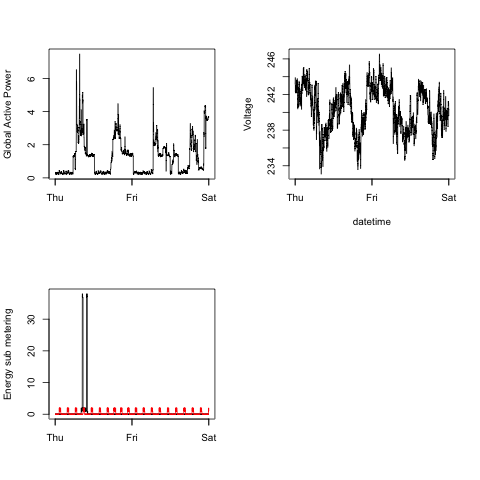 Global Active Power
6
4
2
0
Thu Fri Sat
Voltage
246
242
238
234
Thu Fri Sat
datetime
Energy sub metering
30
20
10
0
Thu Fri Sat